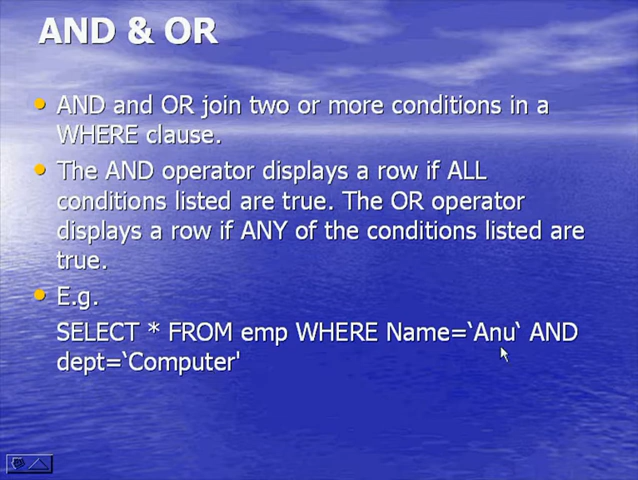 AND & OR
• AND and OR join two or more conditions in a
WHERE clause.
• The AND operator displays a row if ALL
conditions listed are true. The OR operator
displays a row if ANY of the conditions listed are
true.
• E.g.
SELECT * FROM emp WHERE Name=‘Anu‘ AND
dept=‘Computer'